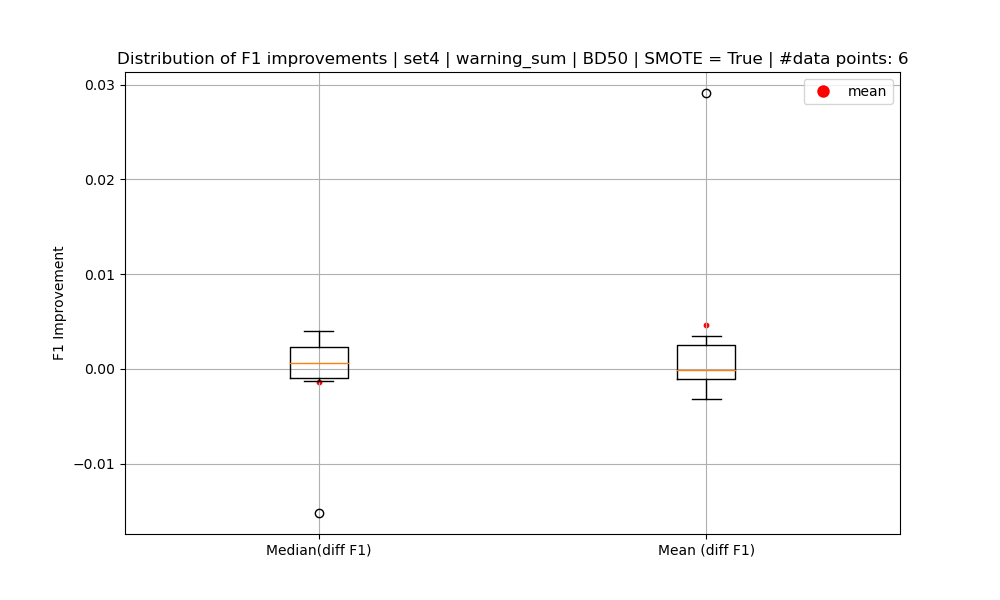 Distribution of F1 improvements | set4 | warning_sum | BD50 | SMOTE = True | #data points: 6
mean
0.03
0.02
0.01
0.00
−0.01
F1 Improvement
Median(diff F1)
Mean (diff F1)